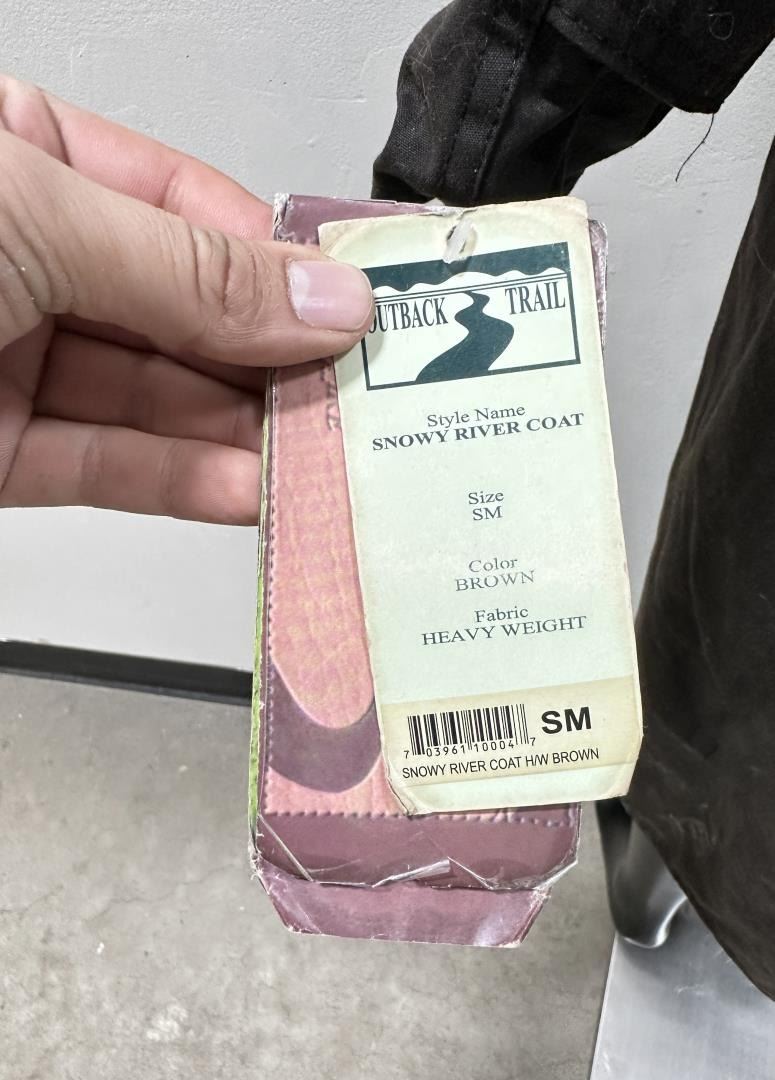 OUTBACK TRAIL
Style Name
SNOWY RIVER COAT
Size
SM
Color
BROWN
Fabric
HEAVY WEIGHT
SM
7 03961 10004 7
SNOWY RIVER COAT H/W BROWN